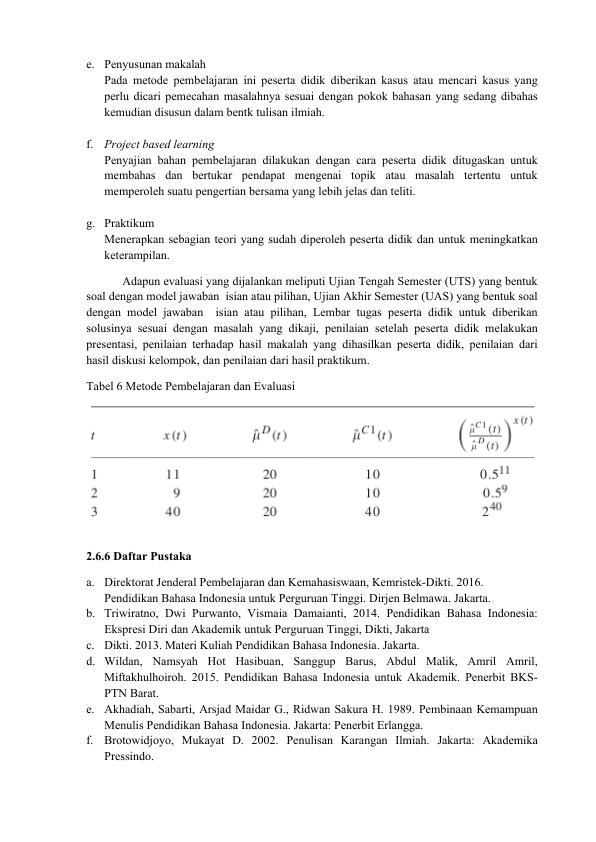 e. Penyusunan makalah
Pada metode pembelajaran ini peserta didik diberikan kasus atau mencari kasus yang
perlu dicari pemecahan masalahnya sesuai dengan pokok bahasan yang sedang dibahas
kemudian disusun dalam bentk tulisan ilmiah.
f. Project based learning
Penyajian bahan pembelajaran dilakukan dengan cara peserta didik ditugaskan untuk
membahas dan bertukar pendapat mengenai topik atau masalah tertentu untuk
memperoleh suatu pengertian bersama yang lebih jelas dan teliti.
g. Praktikum
Menerapkan sebagian teori yang sudah diperoleh peserta didik dan untuk meningkatkan
keterampilan.
Adapun evaluasi yang dijalankan meliputi Ujian Tengah Semester (UTS) yang bentuk
soal dengan model jawaban isian atau pilihan, Ujian Akhir Semester (UAS) yang bentuk soal
dengan model jawaban isian atau pilihan, Lembar tugas peserta didik untuk diberikan
solusinya sesuai dengan masalah yang dikaji, penilaian setelah peserta didik melakukan
presentasi, penilaian terhadap hasil makalah yang dihasilkan peserta didik, penilaian dari
hasil diskusi kelompok, dan penilaian dari hasil praktikum.
Tabel 6 Metode Pembelajaran dan Evaluasi
t x(t) μ̂^D(t) μ̂^C1(t) (μ̂^C1(t)/μ̂^D(t))^x(t)
1 11 20 10 0.5^11
2 9 20 10 0.5^9
3 40 20 40 2^40
2.6.6 Daftar Pustaka
a. Direktorat Jenderal Pembelajaran dan Kemahasiswaan, Kemristek-Dikti. 2016.
Pendidikan Bahasa Indonesia untuk Perguruan Tinggi. Dirjen Belmawa. Jakarta.
b. Triwiratno, Dwi Purwanto, Vismaia Damaianti, 2014. Pendidikan Bahasa Indonesia:
Ekspresi Diri dan Akademik untuk Perguruan Tinggi, Dikti, Jakarta
c. Dikti. 2013. Materi Kuliah Pendidikan Bahasa Indonesia. Jakarta.
d. Wildan, Namsyah Hot Hasibuan, Sanggup Barus, Abdul Malik, Amril Amril,
Miftakhulhoiroh. 2015. Pendidikan Bahasa Indonesia untuk Akademik. Penerbit BKS-
PTN Barat.
e. Akhadiah, Sabarti, Arsjad Maidar G., Ridwan Sakura H. 1989. Pembinaan Kemampuan
Menulis Pendidikan Bahasa Indonesia. Jakarta: Penerbit Erlangga.
f. Brotowidjoyo, Mukayat D. 2002. Penulisan Karangan Ilmiah. Jakarta: Akademika
Pressindo.